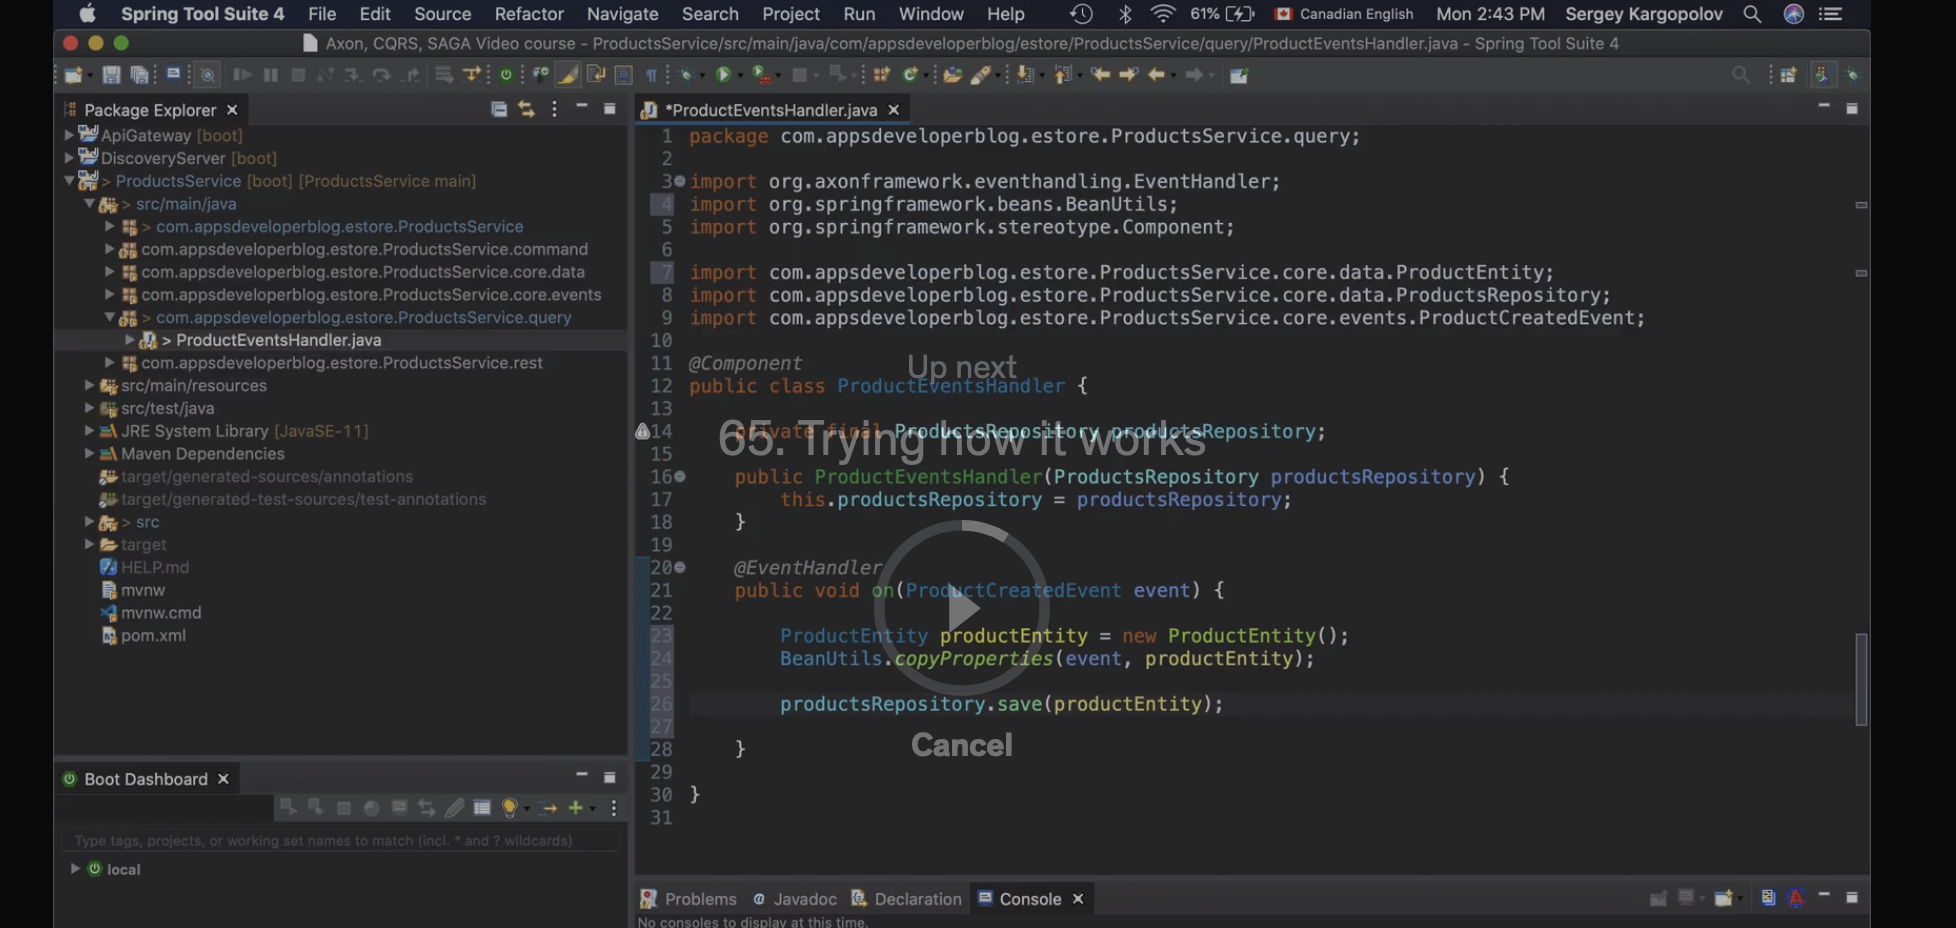 Spring Tool Suite 4 File Edit Source Refactor Navigate Search Project Run Window Help 61% Canadian English Mon 2:43 PM Sergey Kargopolov
Axon, CQRS, SAGA Video course - ProductsService/src/main/java/com/appsdeveloperblog/estore/ProductsService/query/ProductEventsHandler.java - Spring Tool Suite 4
Package Explorer
ApiGateway [boot]
DiscoveryServer [boot]
> ProductsService [boot] [ProductsService main]
> src/main/java
> com.appsdeveloperblog.estore.ProductsService
com.appsdeveloperblog.estore.ProductsService.command
com.appsdeveloperblog.estore.ProductsService.core.data
com.appsdeveloperblog.estore.ProductsService.core.events
> com.appsdeveloperblog.estore.ProductsService.query
> ProductEventsHandler.java
com.appsdeveloperblog.estore.ProductsService.rest
src/main/resources
src/test/java
JRE System Library [JavaSE-11]
Maven Dependencies
target/generated-sources/annotations
target/generated-test-sources/test-annotations
> src
target
HELP.md
mvnw
mvnw.cmd
pom.xml
Boot Dashboard
Type tags, projects, or working set names to match (incl. * and ? wildcards)
local
*ProductEventsHandler.java
1 package com.appsdeveloperblog.estore.ProductsService.query;
2
3 import org.axonframework.eventhandling.EventHandler;
4 import org.springframework.beans.BeanUtils;
5 import org.springframework.stereotype.Component;
6
7 import com.appsdeveloperblog.estore.ProductsService.core.data.ProductEntity;
8 import com.appsdeveloperblog.estore.ProductsService.core.data.ProductsRepository;
9 import com.appsdeveloperblog.estore.ProductsService.core.events.ProductCreatedEvent;
10
11 @Component
12 public class ProductEventsHandler {
13
14 private final ProductsRepository productsRepository;
15
16 public ProductEventsHandler(ProductsRepository productsRepository) {
17 this.productsRepository = productsRepository;
18 }
19
20 @EventHandler
21 public void on(ProductCreatedEvent event) {
22
23 ProductEntity productEntity = new ProductEntity();
24 BeanUtils.copyProperties(event, productEntity);
25
26 productsRepository.save(productEntity);
27
28 }
29
30 }
31
Up next
65. Trying how it works
Cancel
Problems Javadoc Declaration Console
No consoles to display at this time.